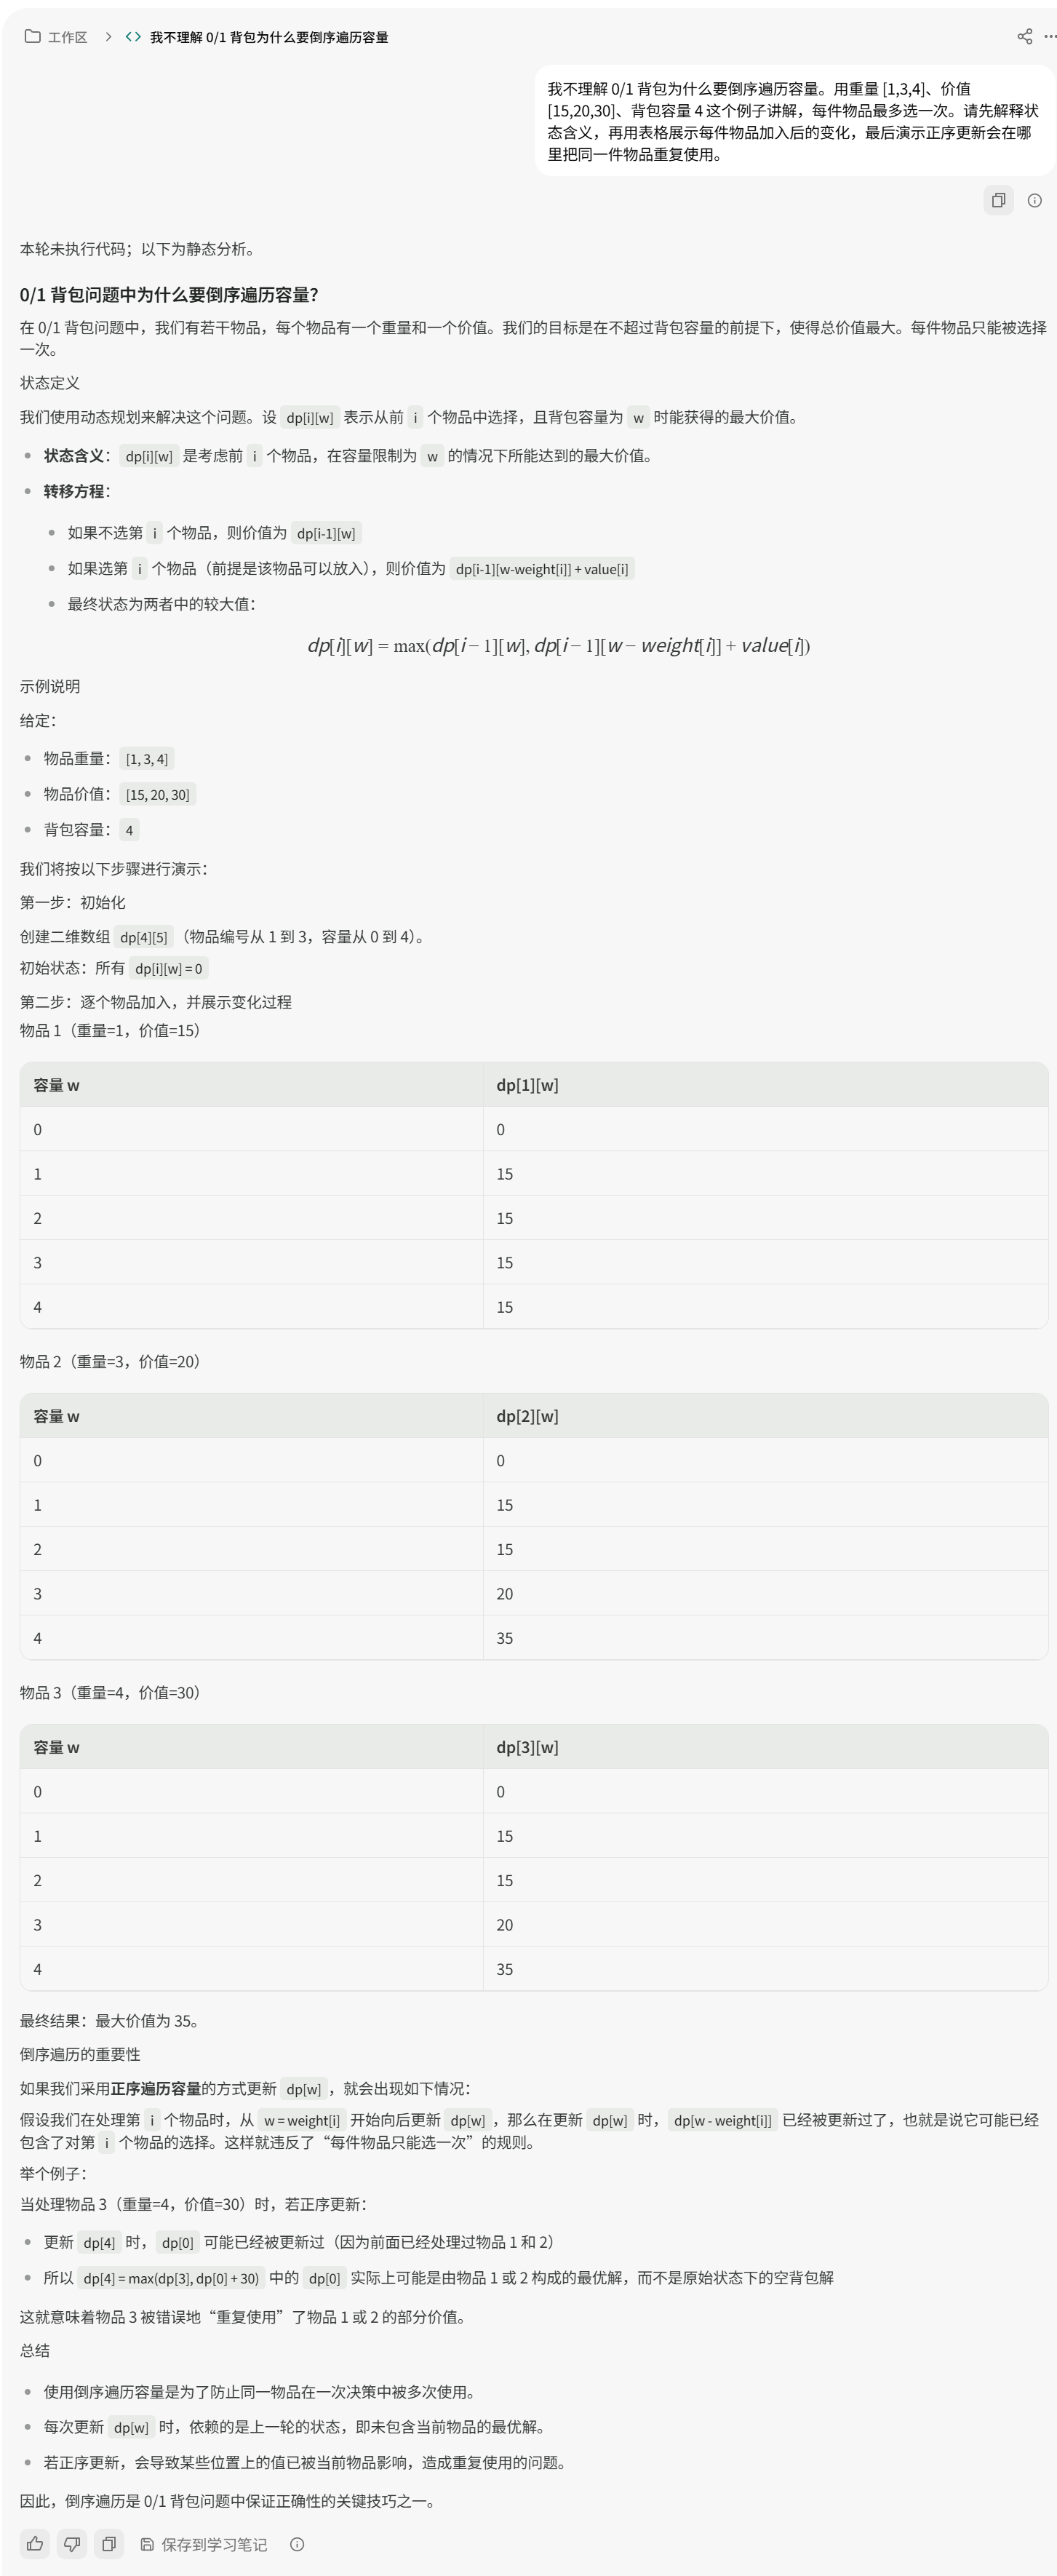 工作区
我不理解 0/1 背包为什么要倒序遍历容量
我不理解 0/1 背包为什么要倒序遍历容量。用重量 [1,3,4]、价值
[15,20,30]、背包容量 4 这个例子讲解，每件物品最多选一次。请先解释状
态含义，再用表格展示每件物品加入后的变化，最后演示正序更新会在哪
里把同一件物品重复使用。
本轮未执行代码；以下为静态分析。
0/1 背包问题中为什么要倒序遍历容量？
在 0/1 背包问题中，我们有若干物品，每个物品有一个重量和一个价值。我们的目标是在不超过背包容量的前提下，使得总价值最大。每件物品只能被选择
一次。
状态定义
我们使用动态规划来解决这个问题。设 dp[i][w] 表示从前 i 个物品中选择，且背包容量为 w 时能获得的最大价值。
状态含义：dp[i][w] 是考虑前 i 个物品，在容量限制为 w 的情况下所能达到的最大价值。
转移方程：
如果不选第 i 个物品，则价值为 dp[i-1][w]
如果选第 i 个物品（前提是该物品可以放入），则价值为 dp[i-1][w-weight[i]] + value[i]
最终状态为两者中的较大值：
dp[i][w] = max(dp[i − 1][w], dp[i − 1][w − weight[i]] + value[i])
示例说明
给定：
物品重量：[1, 3, 4]
物品价值：[15, 20, 30]
背包容量：4
我们将按以下步骤进行演示：
第一步：初始化
创建二维数组 dp[4][5]（物品编号从 1 到 3，容量从 0 到 4）。
初始状态：所有 dp[i][w] = 0
第二步：逐个物品加入，并展示变化过程
物品 1（重量=1，价值=15）
容量 w dp[1][w]
0 0
1 15
2 15
3 15
4 15
物品 2（重量=3，价值=20）
容量 w dp[2][w]
0 0
1 15
2 15
3 20
4 35
物品 3（重量=4，价值=30）
容量 w dp[3][w]
0 0
1 15
2 15
3 20
4 35
最终结果：最大价值为 35。
倒序遍历的重要性
如果我们采用正序遍历容量的方式更新 dp[w]，就会出现如下情况：
假设我们在处理第 i 个物品时，从 w = weight[i] 开始向后更新 dp[w]，那么在更新 dp[w] 时，dp[w - weight[i]] 已经被更新过了，也就是说它可能已经
包含了对第 i 个物品的选择。这样就违反了“每件物品只能选一次”的规则。
举个例子：
当处理物品 3（重量=4，价值=30）时，若正序更新：
更新 dp[4] 时，dp[0] 可能已经被更新过（因为前面已经处理过物品 1 和 2）
所以 dp[4] = max(dp[3], dp[0] + 30) 中的 dp[0] 实际上可能是由物品 1 或 2 构成的最优解，而不是原始状态下的空背包解
这就意味着物品 3 被错误地“重复使用”了物品 1 或 2 的部分价值。
总结
使用倒序遍历容量是为了防止同一物品在一次决策中被多次使用。
每次更新 dp[w] 时，依赖的是上一轮的状态，即未包含当前物品的最优解。
若正序更新，会导致某些位置上的值已被当前物品影响，造成重复使用的问题。
因此，倒序遍历是 0/1 背包问题中保证正确性的关键技巧之一。
保存到学习笔记